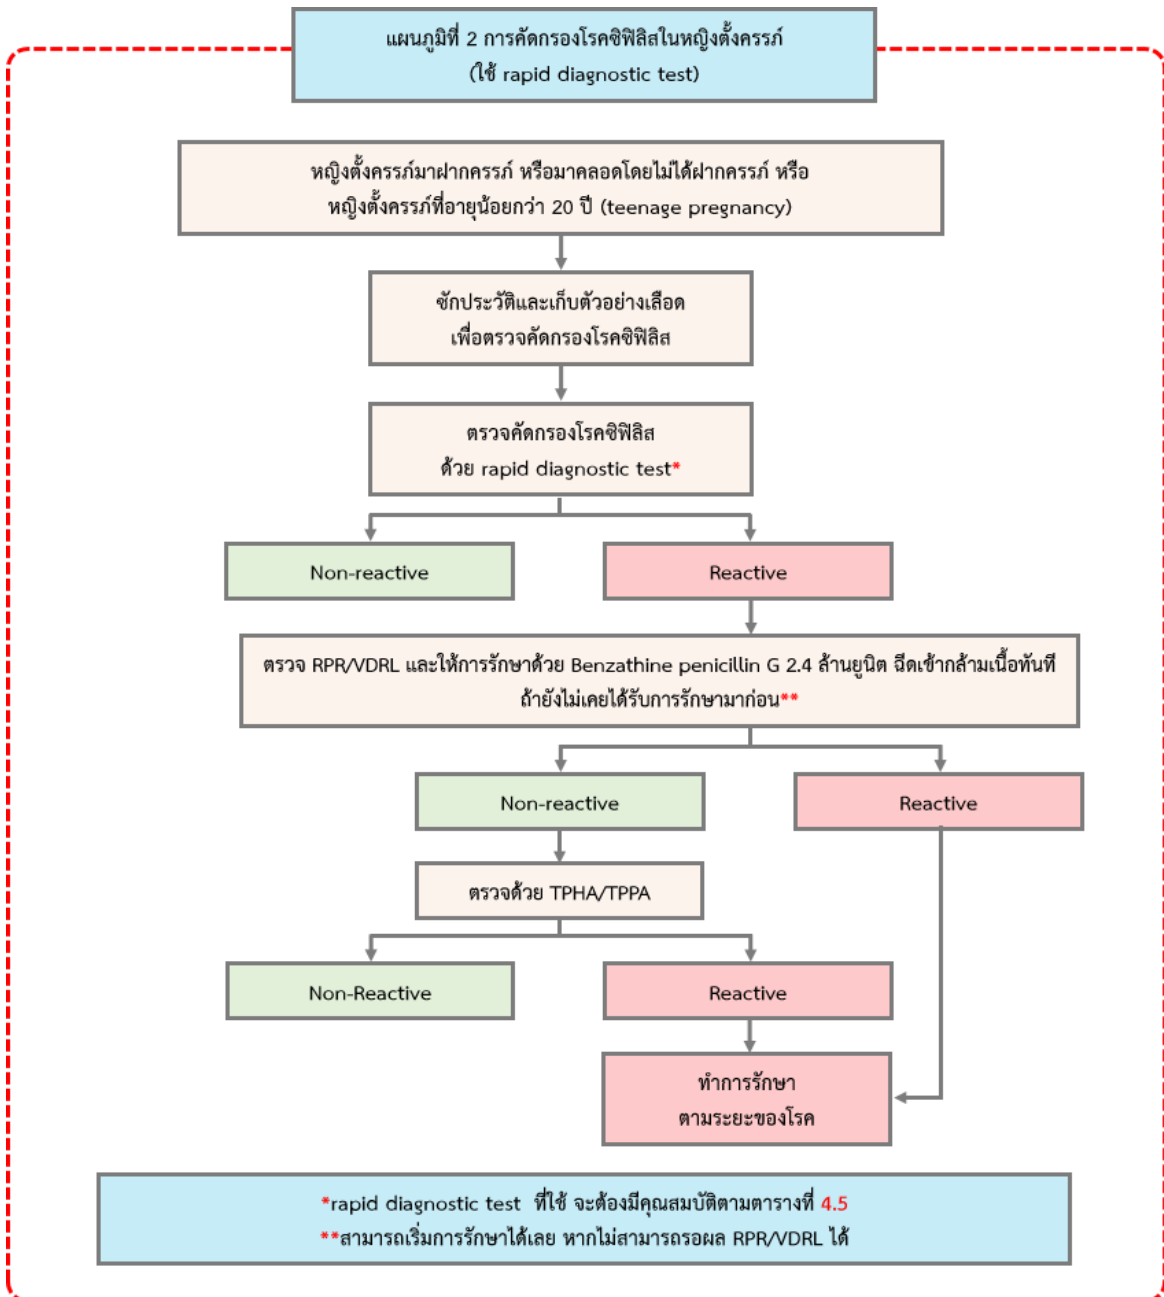 แผนภูมิที่ 2 การคัดกรองโรคซิฟิลิสในหญิงตั้งครรภ์
(ใช้ rapid diagnostic test)
หญิงตั้งครรภ์มาฝากครรภ์ หรือมาคลอดโดยไม่ได้ฝากครรภ์ หรือ
หญิงตั้งครรภ์ที่อายุน้อยกว่า 20 ปี (teenage pregnancy)
ซักประวัติและเก็บตัวอย่างเลือด
เพื่อตรวจคัดกรองโรคซิฟิลิส
ตรวจคัดกรองโรคซิฟิลิส
ด้วย rapid diagnostic test*
Non-reactive
Reactive
ตรวจ RPR/VDRL และให้การรักษาด้วย Benzathine penicillin G 2.4 ล้านยูนิต ฉีดเข้ากล้ามเนื้อทันที
ถ้ายังไม่เคยได้รับการรักษามาก่อน**
Non-reactive
Reactive
ตรวจด้วย TPHA/TPPA
Non-Reactive
Reactive
ทำการรักษา
ตามระยะของโรค
*rapid diagnostic test ที่ใช้ จะต้องมีคุณสมบัติตามตารางที่ 4.5
**สามารถเริ่มการรักษาได้เลย หากไม่สามารถรอผล RPR/VDRL ได้